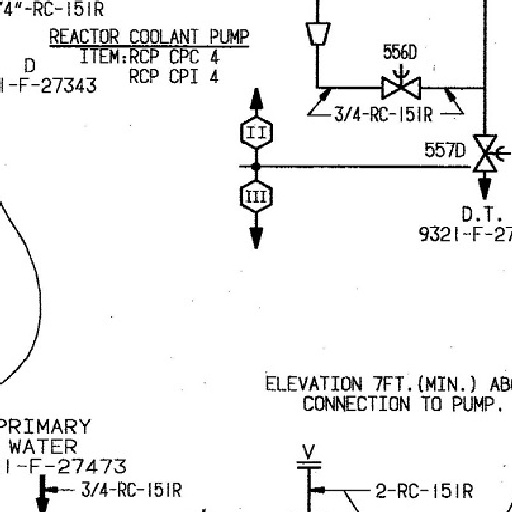 /4"-RC-151R
REACTOR COOLANT PUMP
ITEM:RCP CPC 4
RCP CPI 4
D
1-F-27343
556D
3/4-RC-151R
II
557D
III
D.T.
9321-F-27
ELEVATION 7FT.(MIN.) AB
CONNECTION TO PUMP.
PRIMARY
WATER
1-F-27473
3/4-RC-151R
V
2-RC-151R